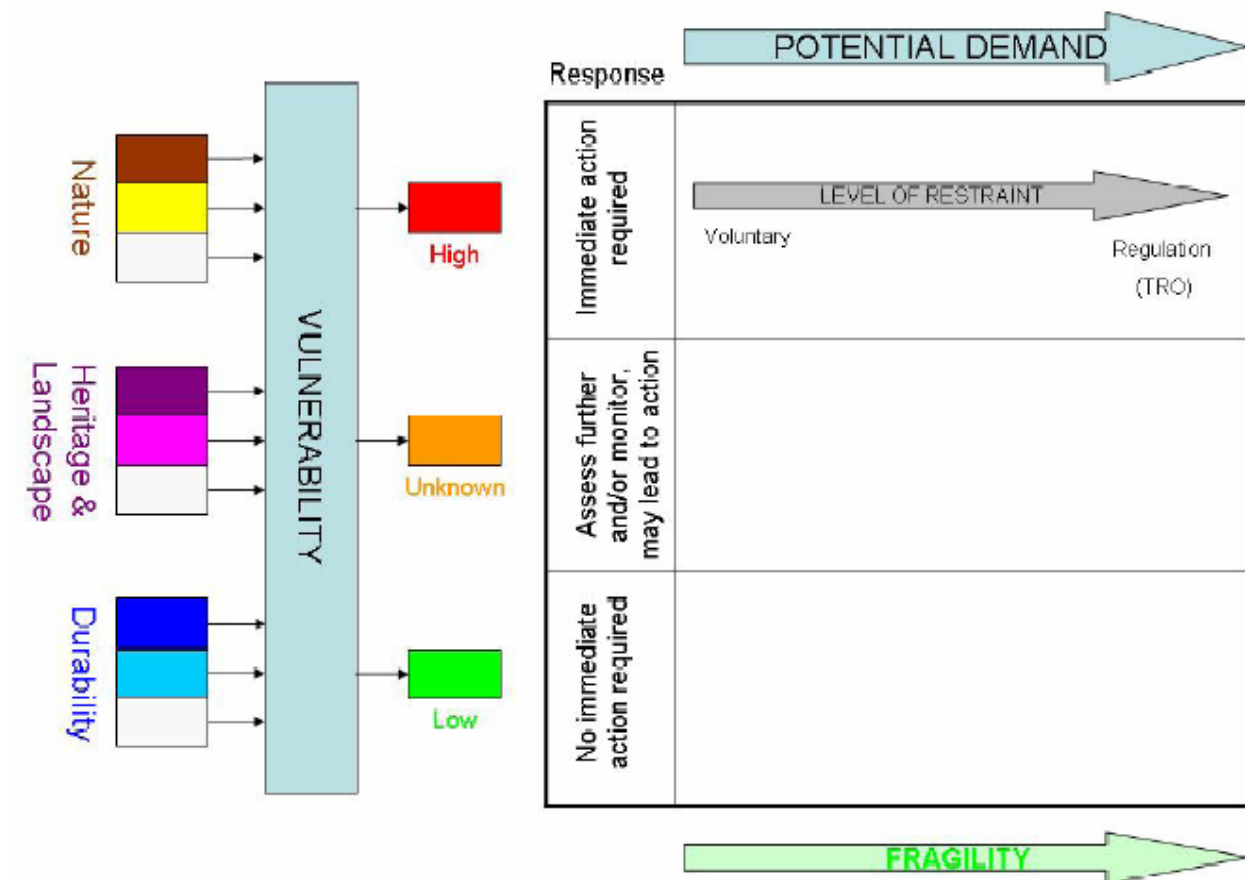 POTENTIAL DEMAND
Response
Nature
Heritage &
Landscape
Durability
VULNERABILITY
High
Unknown
Low
Immediate action
required
LEVEL OF RESTRAINT
Voluntary
Regulation
(TRO)
Assess further
and/or monitor,
may lead to action
No immediate
action required
FRAGILITY